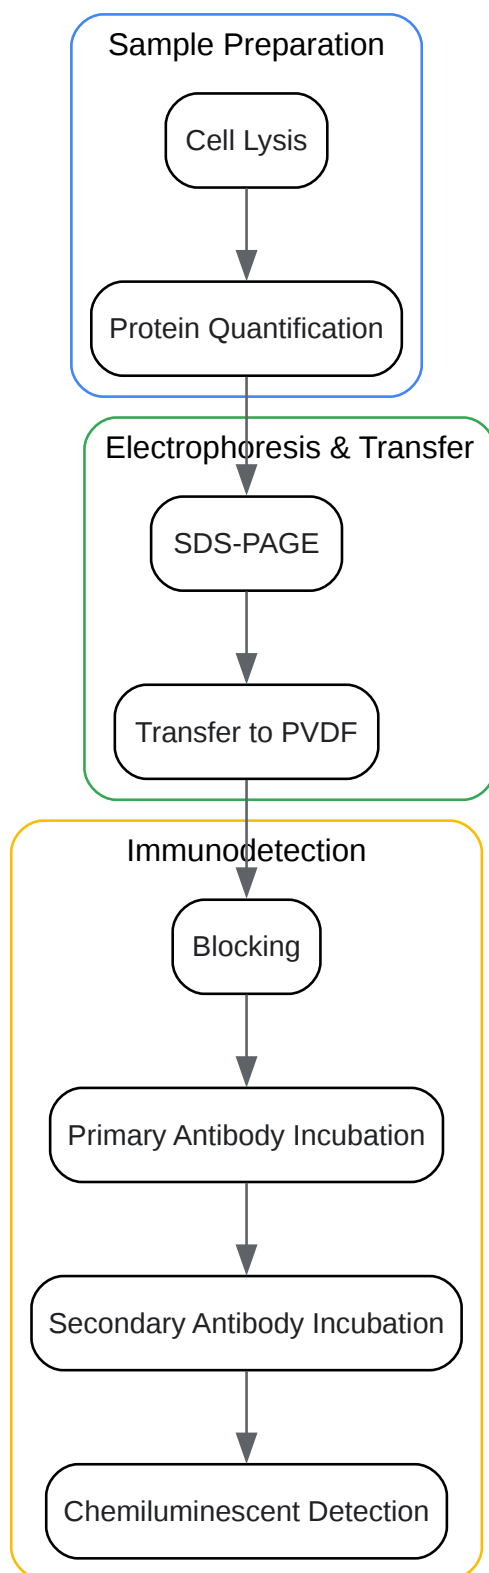 Sample Preparation
Cell Lysis
Protein Quantification
Electrophoresis & Transfer
SDS-PAGE
Transfer to PVDF
Immunodetection
Blocking
Primary Antibody Incubation
Secondary Antibody Incubation
Chemiluminescent Detection